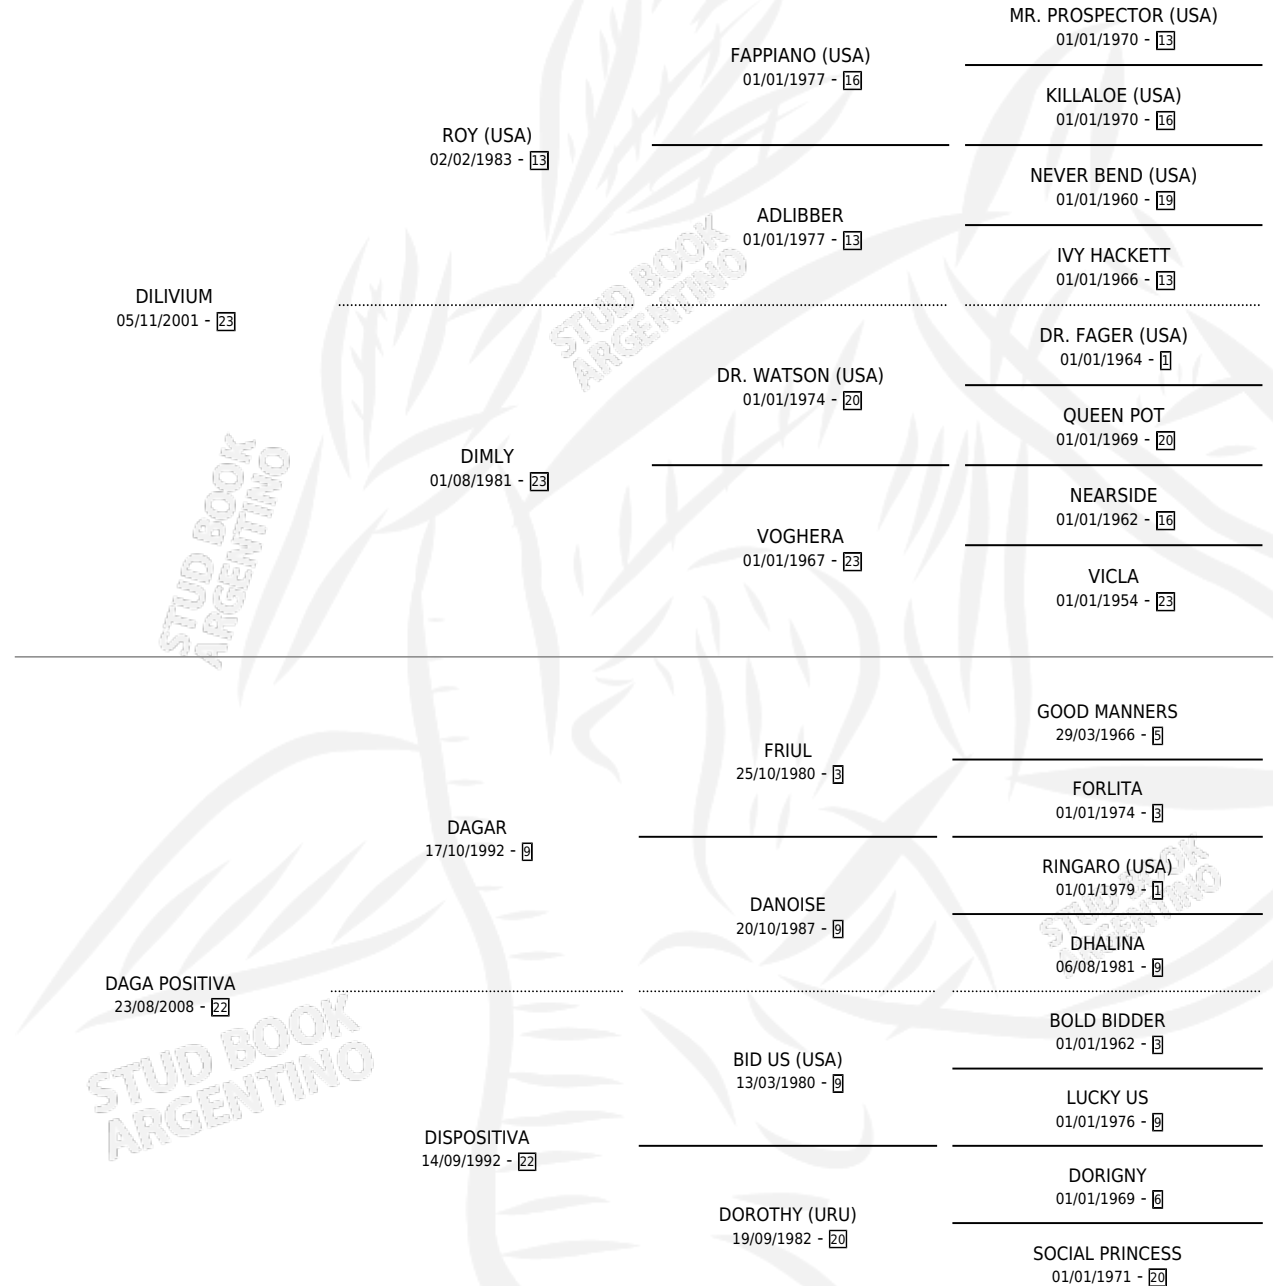 MR. PROSPECTOR (USA)
01/01/1970 - 13
FAPPIANO (USA)
01/01/1977 - 16
KILLALOE (USA)
01/01/1970 - 16
ROY (USA)
02/02/1983 - 13
NEVER BEND (USA)
01/01/1960 - 19
ADLIBBER
01/01/1977 - 13
IVY HACKETT
01/01/1966 - 13
DILIVIUM
05/11/2001 - 23
DR. FAGER (USA)
01/01/1964 - 1
DR. WATSON (USA)
01/01/1974 - 20
QUEEN POT
01/01/1969 - 20
DIMLY
01/08/1981 - 23
NEARSIDE
01/01/1962 - 16
VOGHERA
01/01/1967 - 23
VICLA
01/01/1954 - 23
GOOD MANNERS
29/03/1966 - 5
FRIUL
25/10/1980 - 3
FORLITA
01/01/1974 - 3
DAGAR
17/10/1992 - 9
RINGARO (USA)
01/01/1979 - 1
DANOISE
20/10/1987 - 9
DHALINA
06/08/1981 - 9
DAGA POSITIVA
23/08/2008 - 22
BOLD BIDDER
01/01/1962 - 3
BID US (USA)
13/03/1980 - 9
LUCKY US
01/01/1976 - 9
DISPOSITIVA
14/09/1992 - 22
DORIGNY
01/01/1969 - 6
DOROTHY (URU)
19/09/1982 - 20
SOCIAL PRINCESS
01/01/1971 - 20
STUD BOOK
ARGENTINO
STUD BOOK
ARGENTINO
STUD BOOK
ARGENTINO
STUD BOOK
ARGENTINO